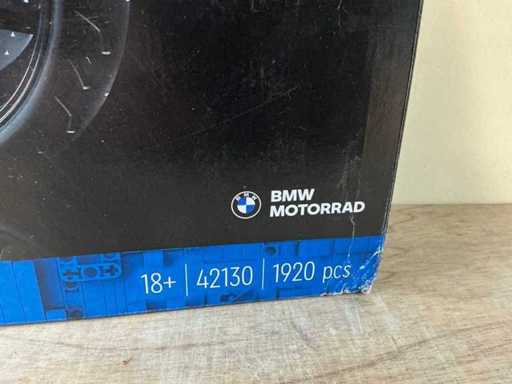 BMW
MOTORRAD
18+ | 42130 | 1920 pcs